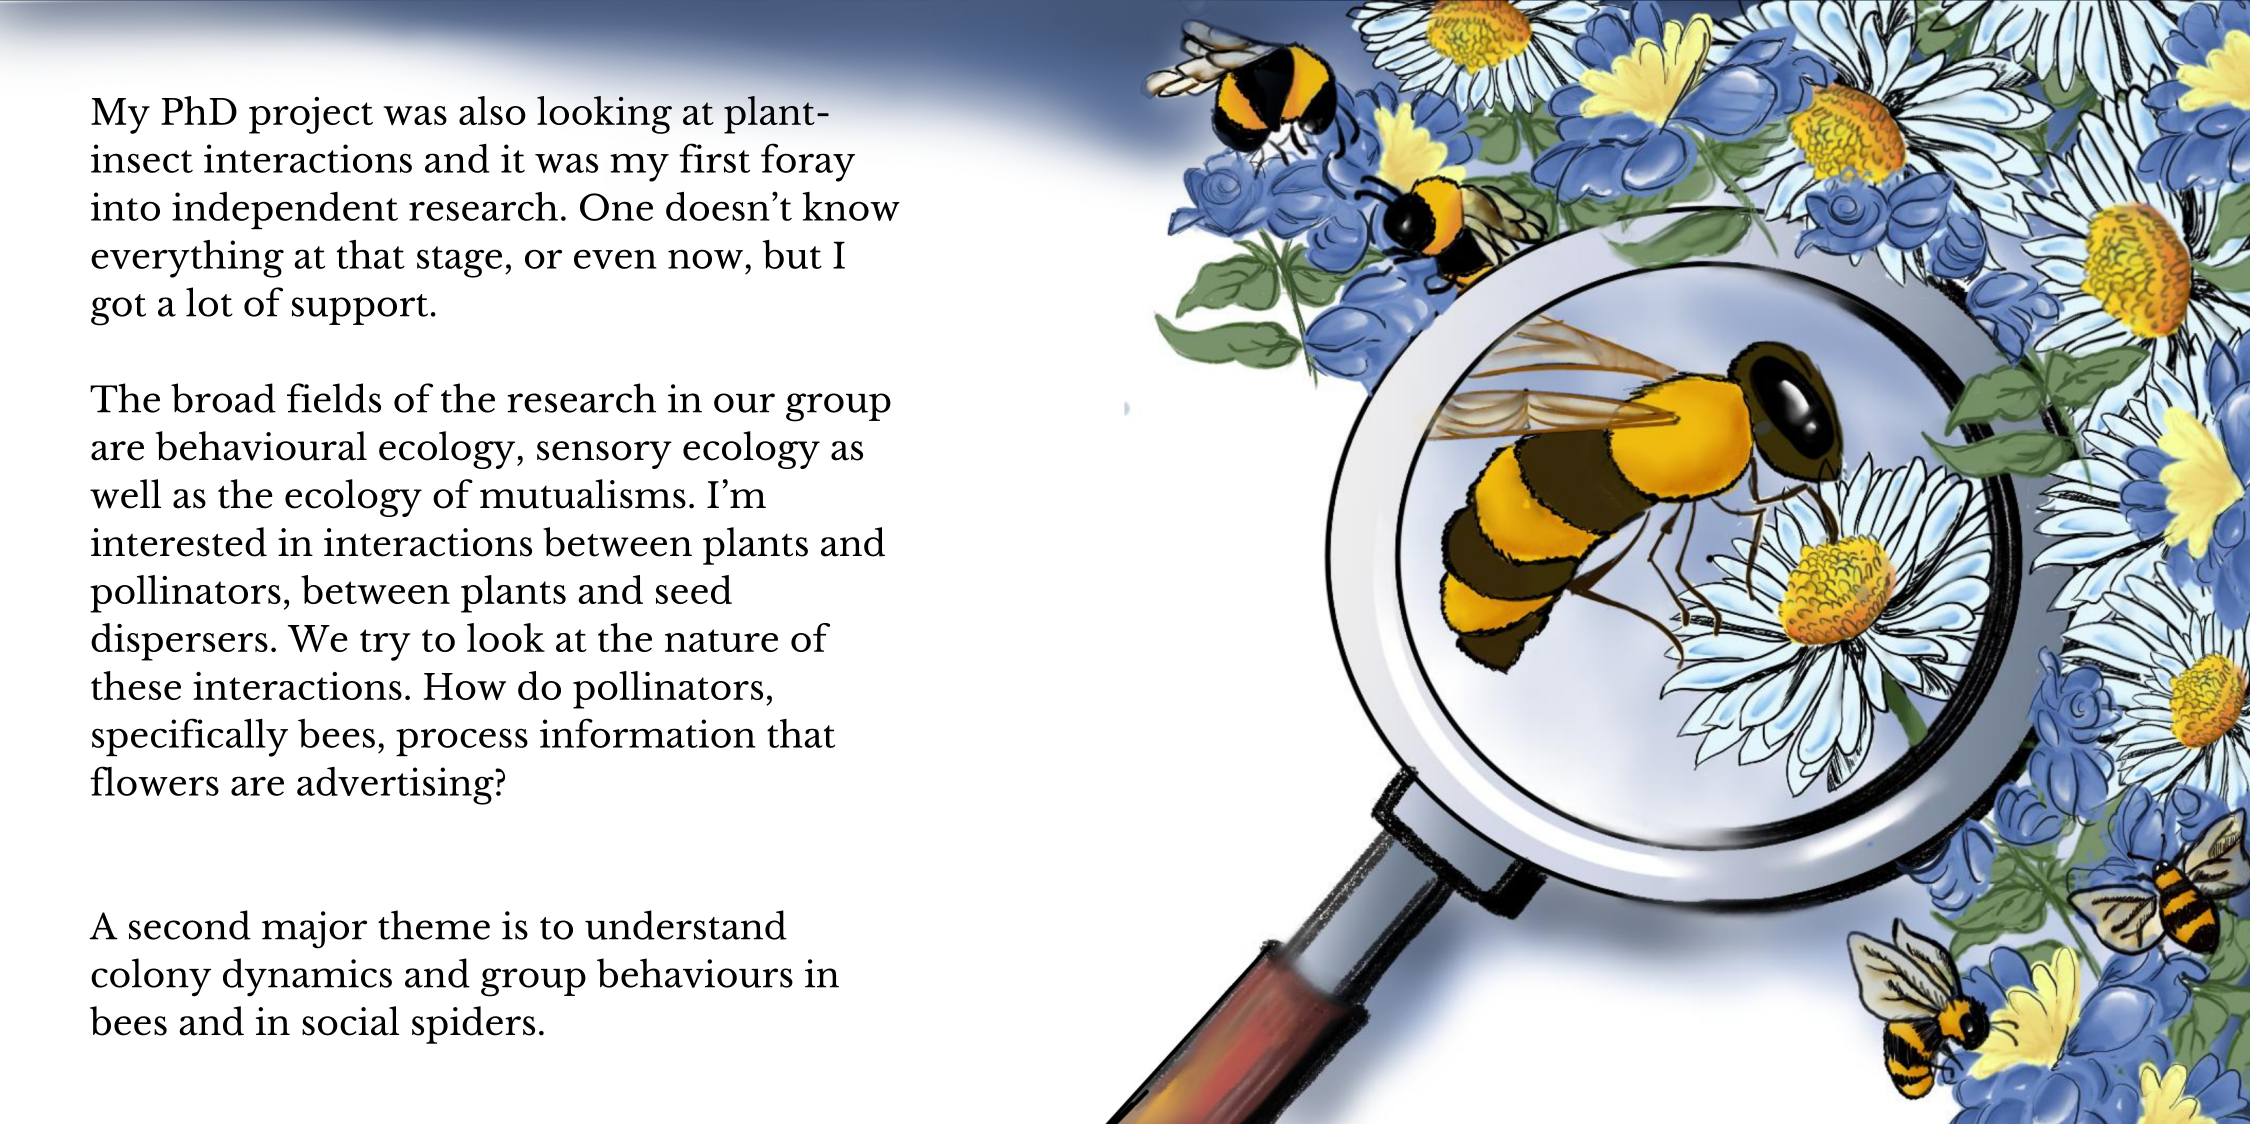 My PhD project was also looking at plant-
insect interactions and it was my first foray
into independent research. One doesn’t know
everything at that stage, or even now, but I
got a lot of support.
The broad fields of the research in our group
are behavioural ecology, sensory ecology as
well as the ecology of mutualisms. I’m
interested in interactions between plants and
pollinators, between plants and seed
dispersers. We try to look at the nature of
these interactions. How do pollinators,
specifically bees, process information that
flowers are advertising?
A second major theme is to understand
colony dynamics and group behaviours in
bees and in social spiders.